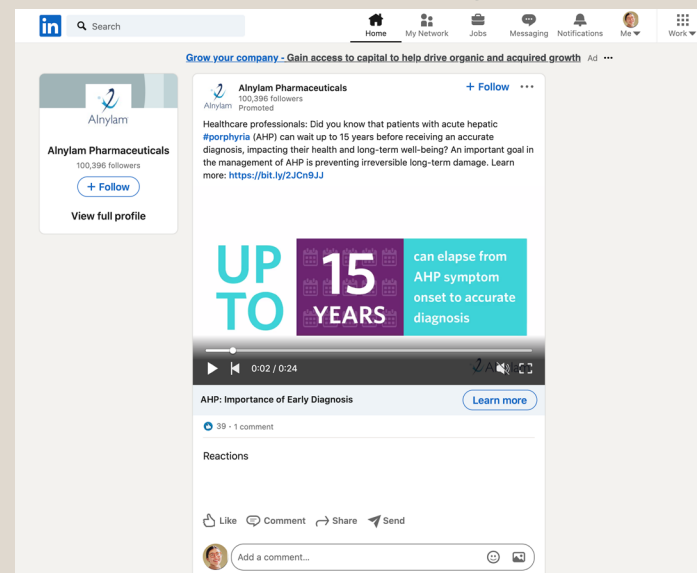 in
Search
Home
My Network
Jobs
Messaging
Notifications
Me
Work
Grow your company - Gain access to capital to help drive organic and acquired growth Ad •••
Alnylam
Alnylam Pharmaceuticals
100,396 followers
+ Follow
View full profile
Alnylam
Alnylam Pharmaceuticals
100,396 followers
Promoted
+ Follow •••
Healthcare professionals: Did you know that patients with acute hepatic
#porphyria (AHP) can wait up to 15 years before receiving an accurate
diagnosis, impacting their health and long-term well-being? An important goal in
the management of AHP is preventing irreversible long-term damage. Learn
more: https://bit.ly/2JCn9JJ
UP
TO
15
YEARS
can elapse from
AHP symptom
onset to accurate
diagnosis
0:02 / 0:24
AHP: Importance of Early Diagnosis
Learn more
39 · 1 comment
Reactions
Like
Comment
Share
Send
Add a comment...